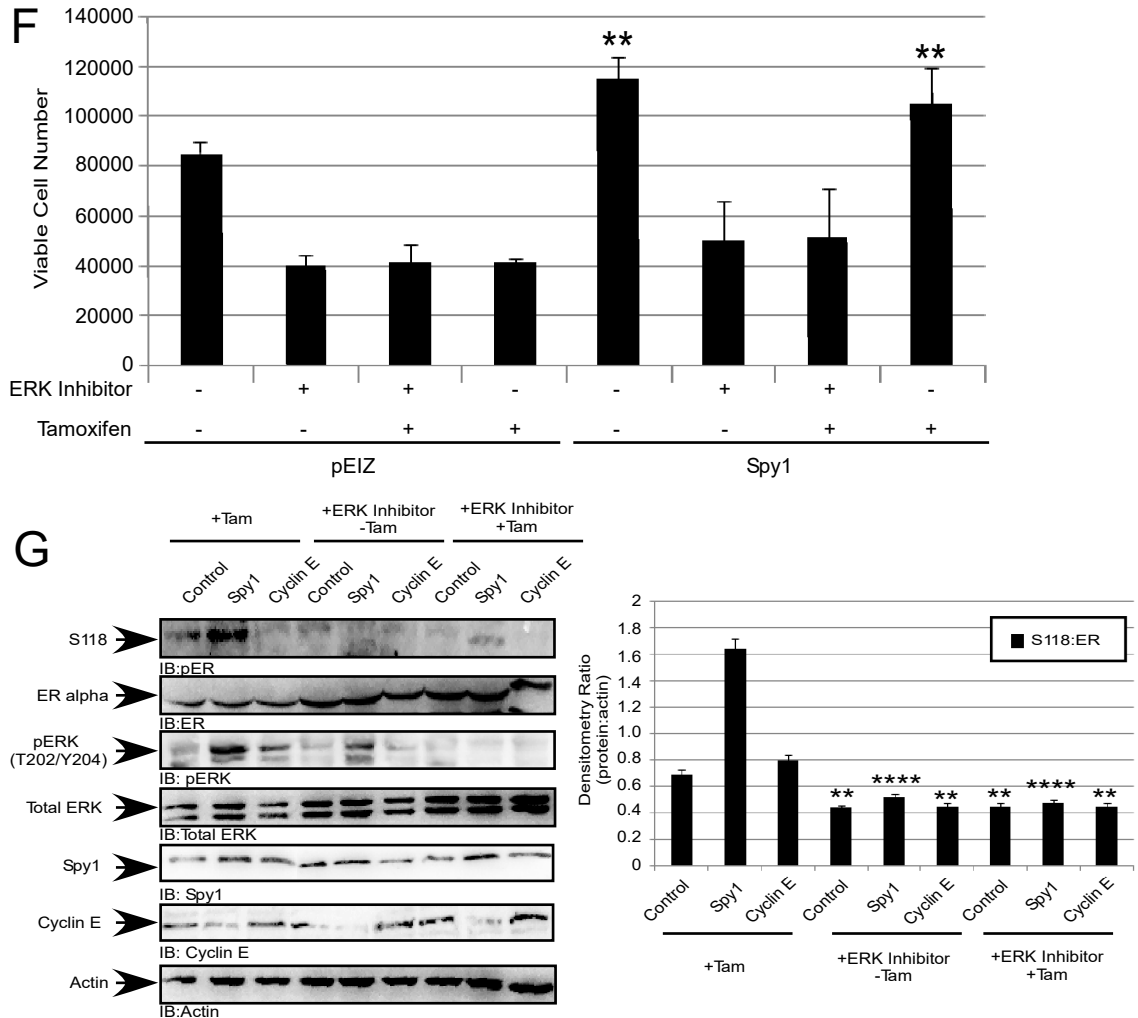 F
140000
120000
100000
80000
60000
40000
20000
0
Viable Cell Number
** **
ERK Inhibitor - + + - - + + -
Tamoxifen - - + + - - + +
pEIZ Spy1
G
+Tam
+ERK Inhibitor
-Tam
+ERK Inhibitor
+Tam
Control Spy1 Cyclin E Control Spy1 Cyclin E Control Spy1 Cyclin E
S118
IB:pER
ER alpha
IB:ER
pERK
(T202/Y204)
IB: pERK
Total ERK
IB:Total ERK
Spy1
IB: Spy1
Cyclin E
IB: Cyclin E
Actin
IB:Actin
2
1.8
1.6
1.4
1.2
1
0.8
0.6
0.4
0.2
0
Densitometry Ratio
(protein:actin)
S118:ER
** **** ** ** **** **
Control Spy1 Cyclin E Control Spy1 Cyclin E Control Spy1 Cyclin E
+Tam
+ERK Inhibitor
-Tam
+ERK Inhibitor
+Tam